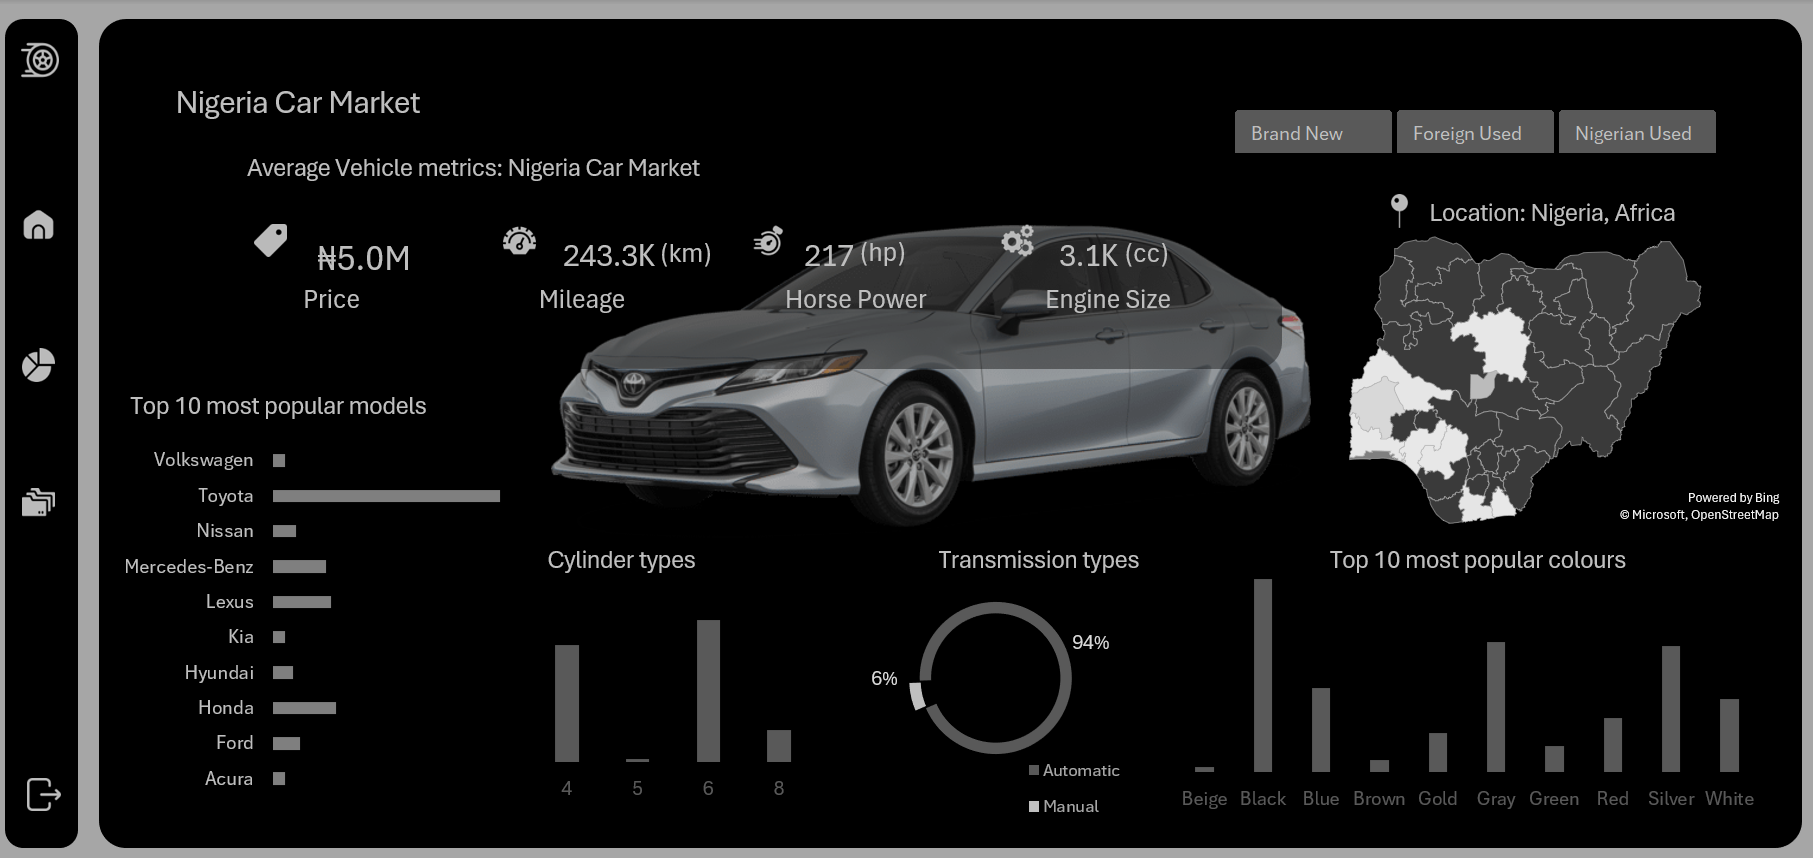 Nigeria Car Market
Brand New
Foreign Used
Nigerian Used
Average Vehicle metrics: Nigeria Car Market
Location: Nigeria, Africa
₦5.0M
Price
243.3K (km)
Mileage
217 (hp)
Horse Power
3.1K (cc)
Engine Size
Powered by Bing
© Microsoft, OpenStreetMap
Top 10 most popular models
Volkswagen
Toyota
Nissan
Mercedes-Benz
Lexus
Kia
Hyundai
Honda
Ford
Acura
Cylinder types
4 5 6 8
Transmission types
94%
6%
Automatic
Manual
Top 10 most popular colours
Beige Black Blue Brown Gold Gray Green Red Silver White